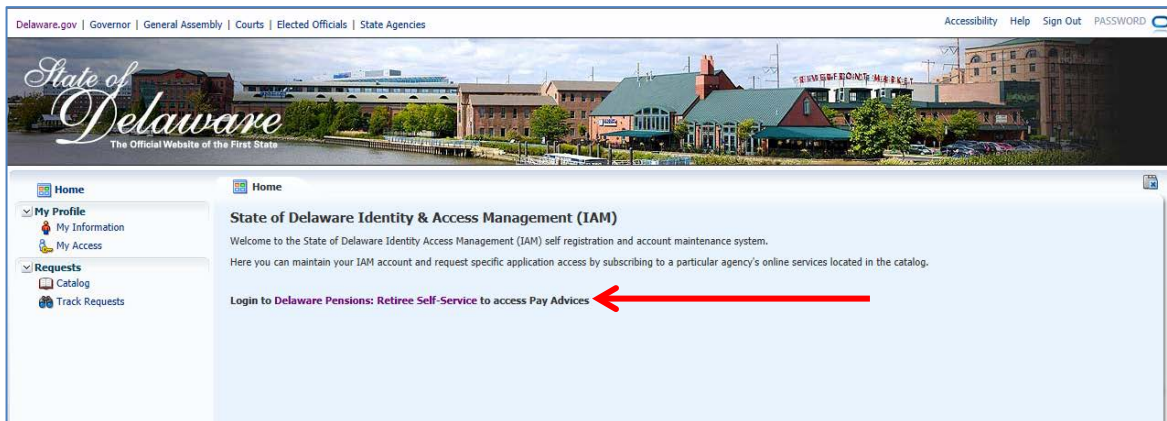 Delaware.gov | Governor | General Assembly | Courts | Elected Officials | State Agencies
Accessibility Help Sign Out PASSWORD
State of
Delaware
The Official Website of the First State
RIVERFRONT MARKET
Home
My Profile
My Information
My Access
Requests
Catalog
Track Requests
Home
State of Delaware Identity & Access Management (IAM)
Welcome to the State of Delaware Identity Access Management (IAM) self registration and account maintenance system.
Here you can maintain your IAM account and request specific application access by subscribing to a particular agency's online services located in the catalog.
Login to Delaware Pensions: Retiree Self-Service to access Pay Advices